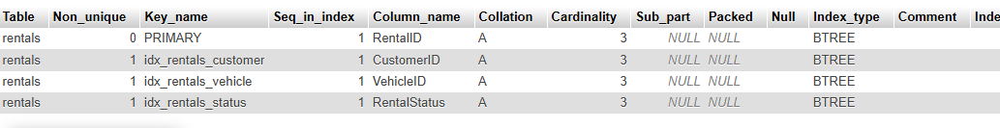 Table Non_unique Key_name Seq_in_index Column_name Collation Cardinality Sub_part Packed Null Index_type Comment Inde
rentals 0 PRIMARY 1 RentalID A 3 NULL NULL BTREE
rentals 1 idx_rentals_customer 1 CustomerID A 3 NULL NULL BTREE
rentals 1 idx_rentals_vehicle 1 VehicleID A 3 NULL NULL BTREE
rentals 1 idx_rentals_status 1 RentalStatus A 3 NULL NULL BTREE